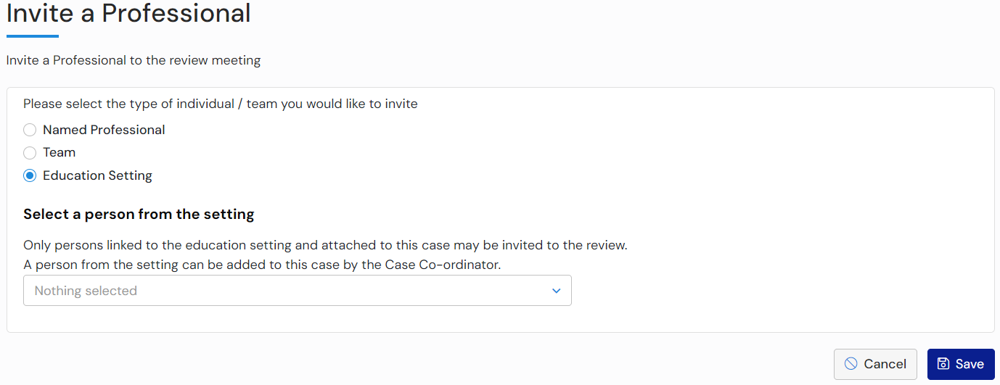 Invite a Professional
Invite a Professional to the review meeting
Please select the type of individual / team you would like to invite
Named Professional
Team
Education Setting
Select a person from the setting
Only persons linked to the education setting and attached to this case may be invited to the review.
A person from the setting can be added to this case by the Case Co-ordinator.
Nothing selected
Cancel
Save